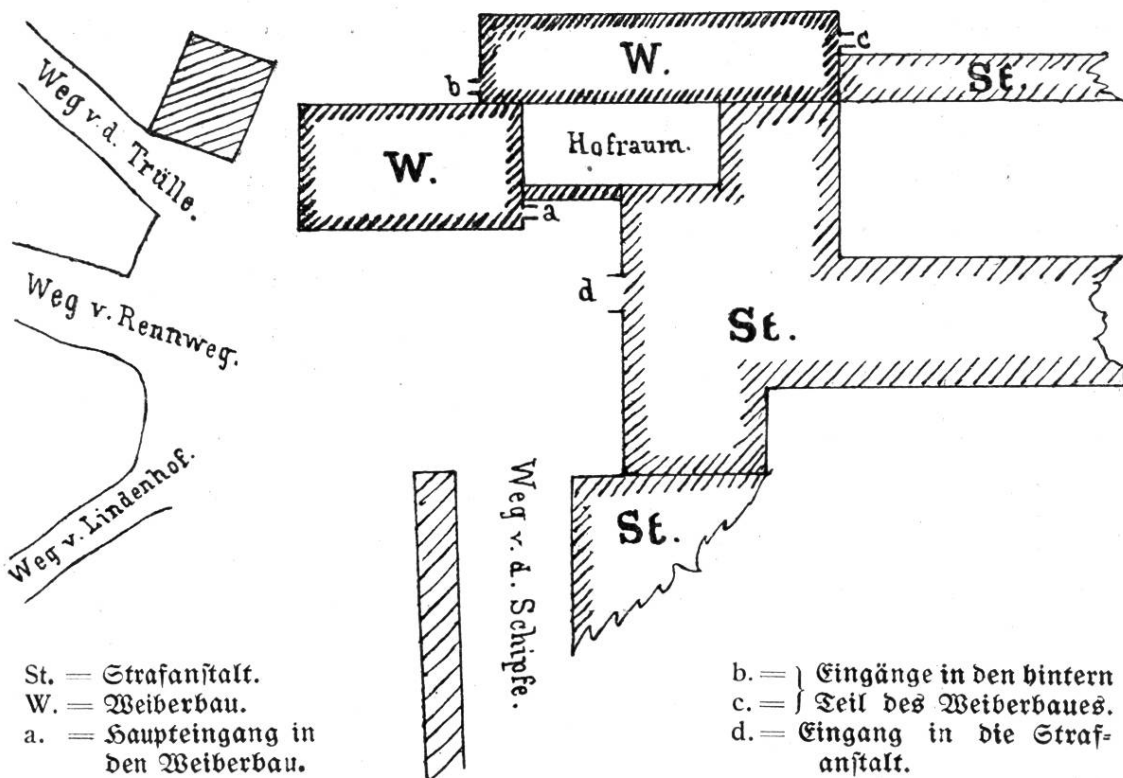 W.
c
St.
b
Weg v. d. Trülle.
Hofraum.
W.
a
Weg v. Rennweg.
d
St.
Weg v. Lindenhof.
Weg v. d. Schipfe.
St.
St. = Strafanstalt.
W. = Weiberbau.
a. = Haupteingang in
den Weiberbau.
b. = } Eingänge in den hintern
c. = } Teil des Weiberbaues.
d. = Eingang in die Straf=
anstalt.